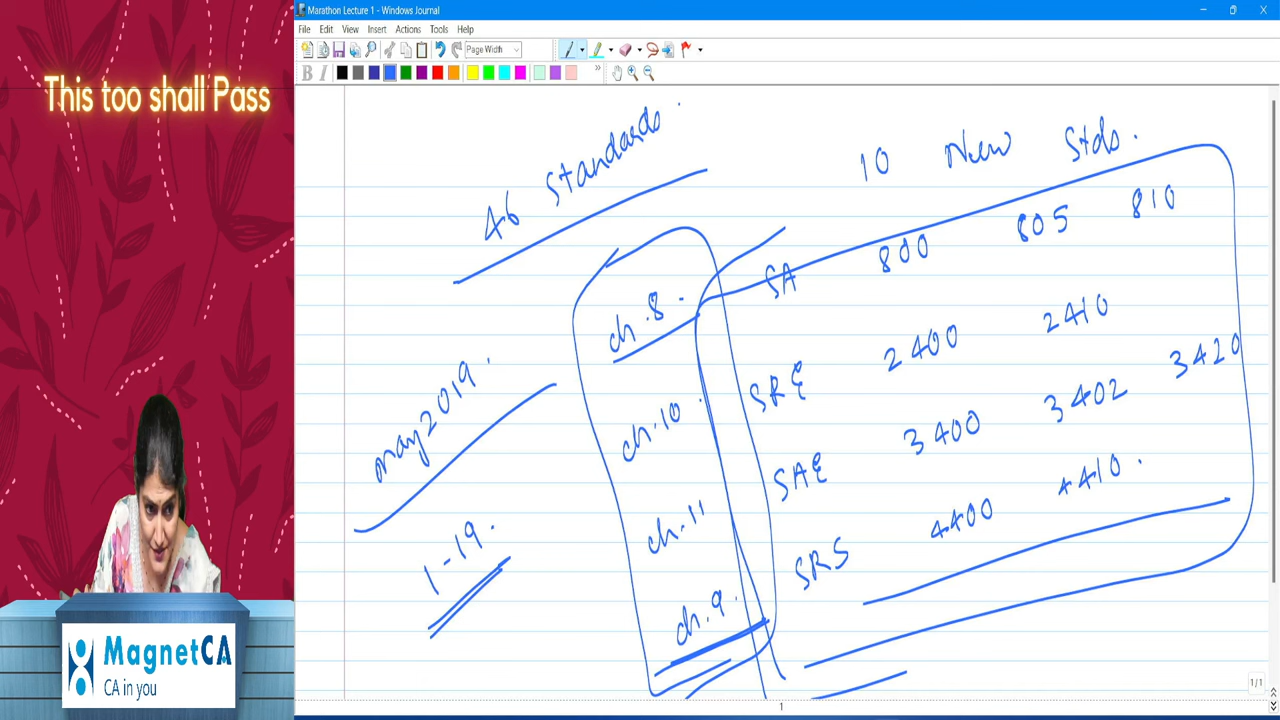 This too shall Pass
Marathon Lecture 1 - Windows Journal
File Edit View Insert Actions Tools Help
Page Width
B I
46 Standards.
10 New Stds.
ch.8. SA 800 805 810
ch.10. SRE 2400 2410
ch.11 SAE 3400 3402 3420
ch.9. SRS 4400 4410.
may 2019.
1-19.
MagnetCA
CA in you
1/1
1